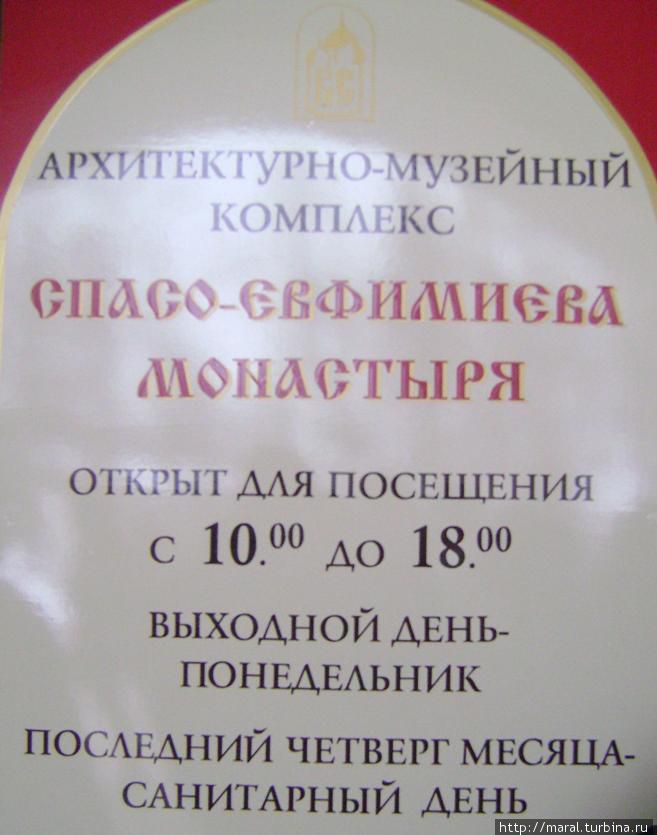 АРХИТЕКТУРНО-МУЗЕЙНЫЙ
КОМПЛЕКС
СПАСО-ЕВФИМИЕВА
МОНАСТЫРЯ
ОТКРЫТ ДЛЯ ПОСЕЩЕНИЯ
С 10.00 ДО 18.00
ВЫХОДНОЙ ДЕНЬ-
ПОНЕДЕЛЬНИК
ПОСЛЕДНИЙ ЧЕТВЕРГ МЕСЯЦА-
САНИТАРНЫЙ ДЕНЬ
http://maral.turbina.ru